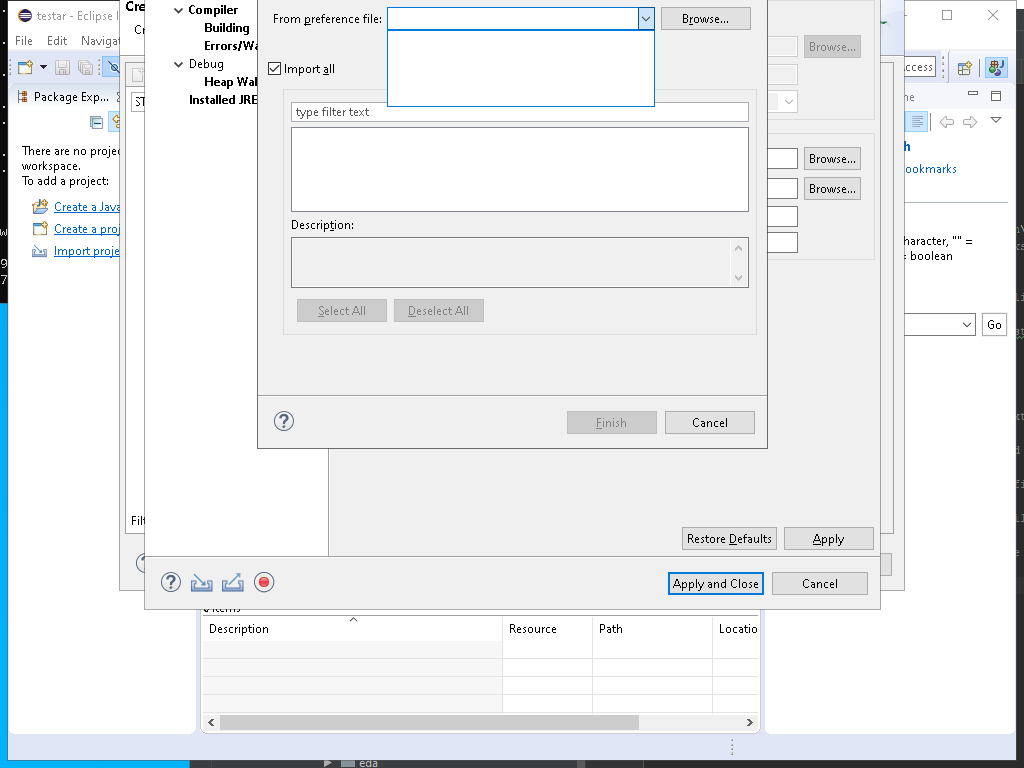 testar - Eclipse I
File
Edit
Navigat
Cre
Cr
Compiler
Building
Errors/Wa
Debug
Heap Wal
Installed JRE
From preference file:
Browse...
Import all
type filter text
Description:
Select All
Deselect All
Finish
Cancel
Browse...
Browse...
Browse...
ccess
Package Exp...
There are no proje
workspace.
To add a project:
Create a Java
Create a proj
Import proje
ne
h
ookmarks
haracter, "" =
= boolean
Go
Filt
Restore Defaults
Apply
Apply and Close
Cancel
items
Description
Resource
Path
Locatio
eda